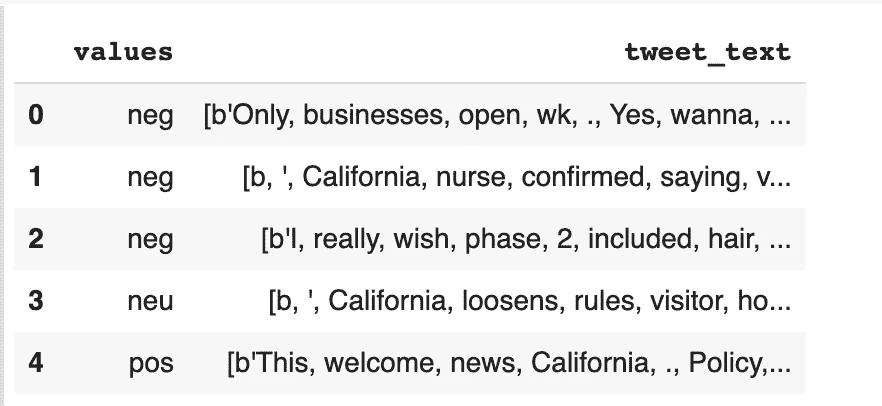 values tweet_text
0 neg [b'Only, businesses, open, wk, ., Yes, wanna, ...
1 neg [b, ', California, nurse, confirmed, saying, v...
2 neg [b'I, really, wish, phase, 2, included, hair, ...
3 neu [b, ', California, loosens, rules, visitor, ho...
4 pos [b'This, welcome, news, California, ., Policy,...